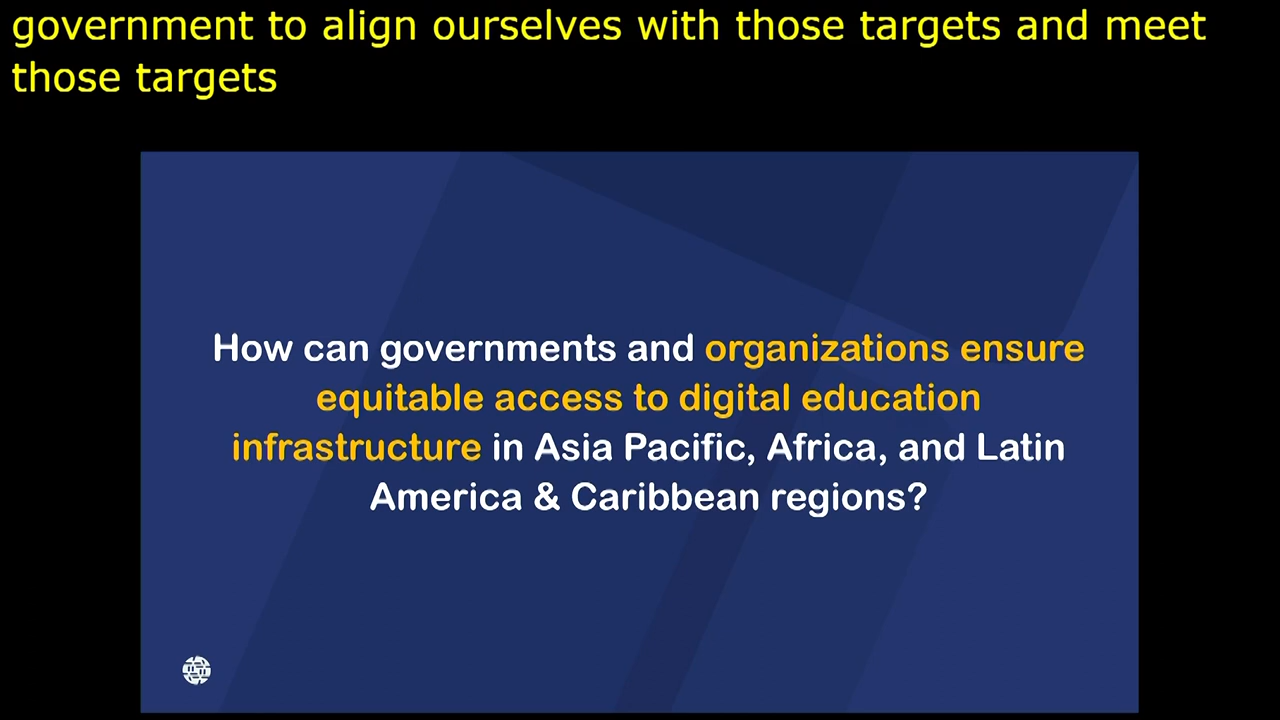 government to align ourselves with those targets and meet
those targets
How can governments and organizations ensure
equitable access to digital education
infrastructure in Asia Pacific, Africa, and Latin
America & Caribbean regions?